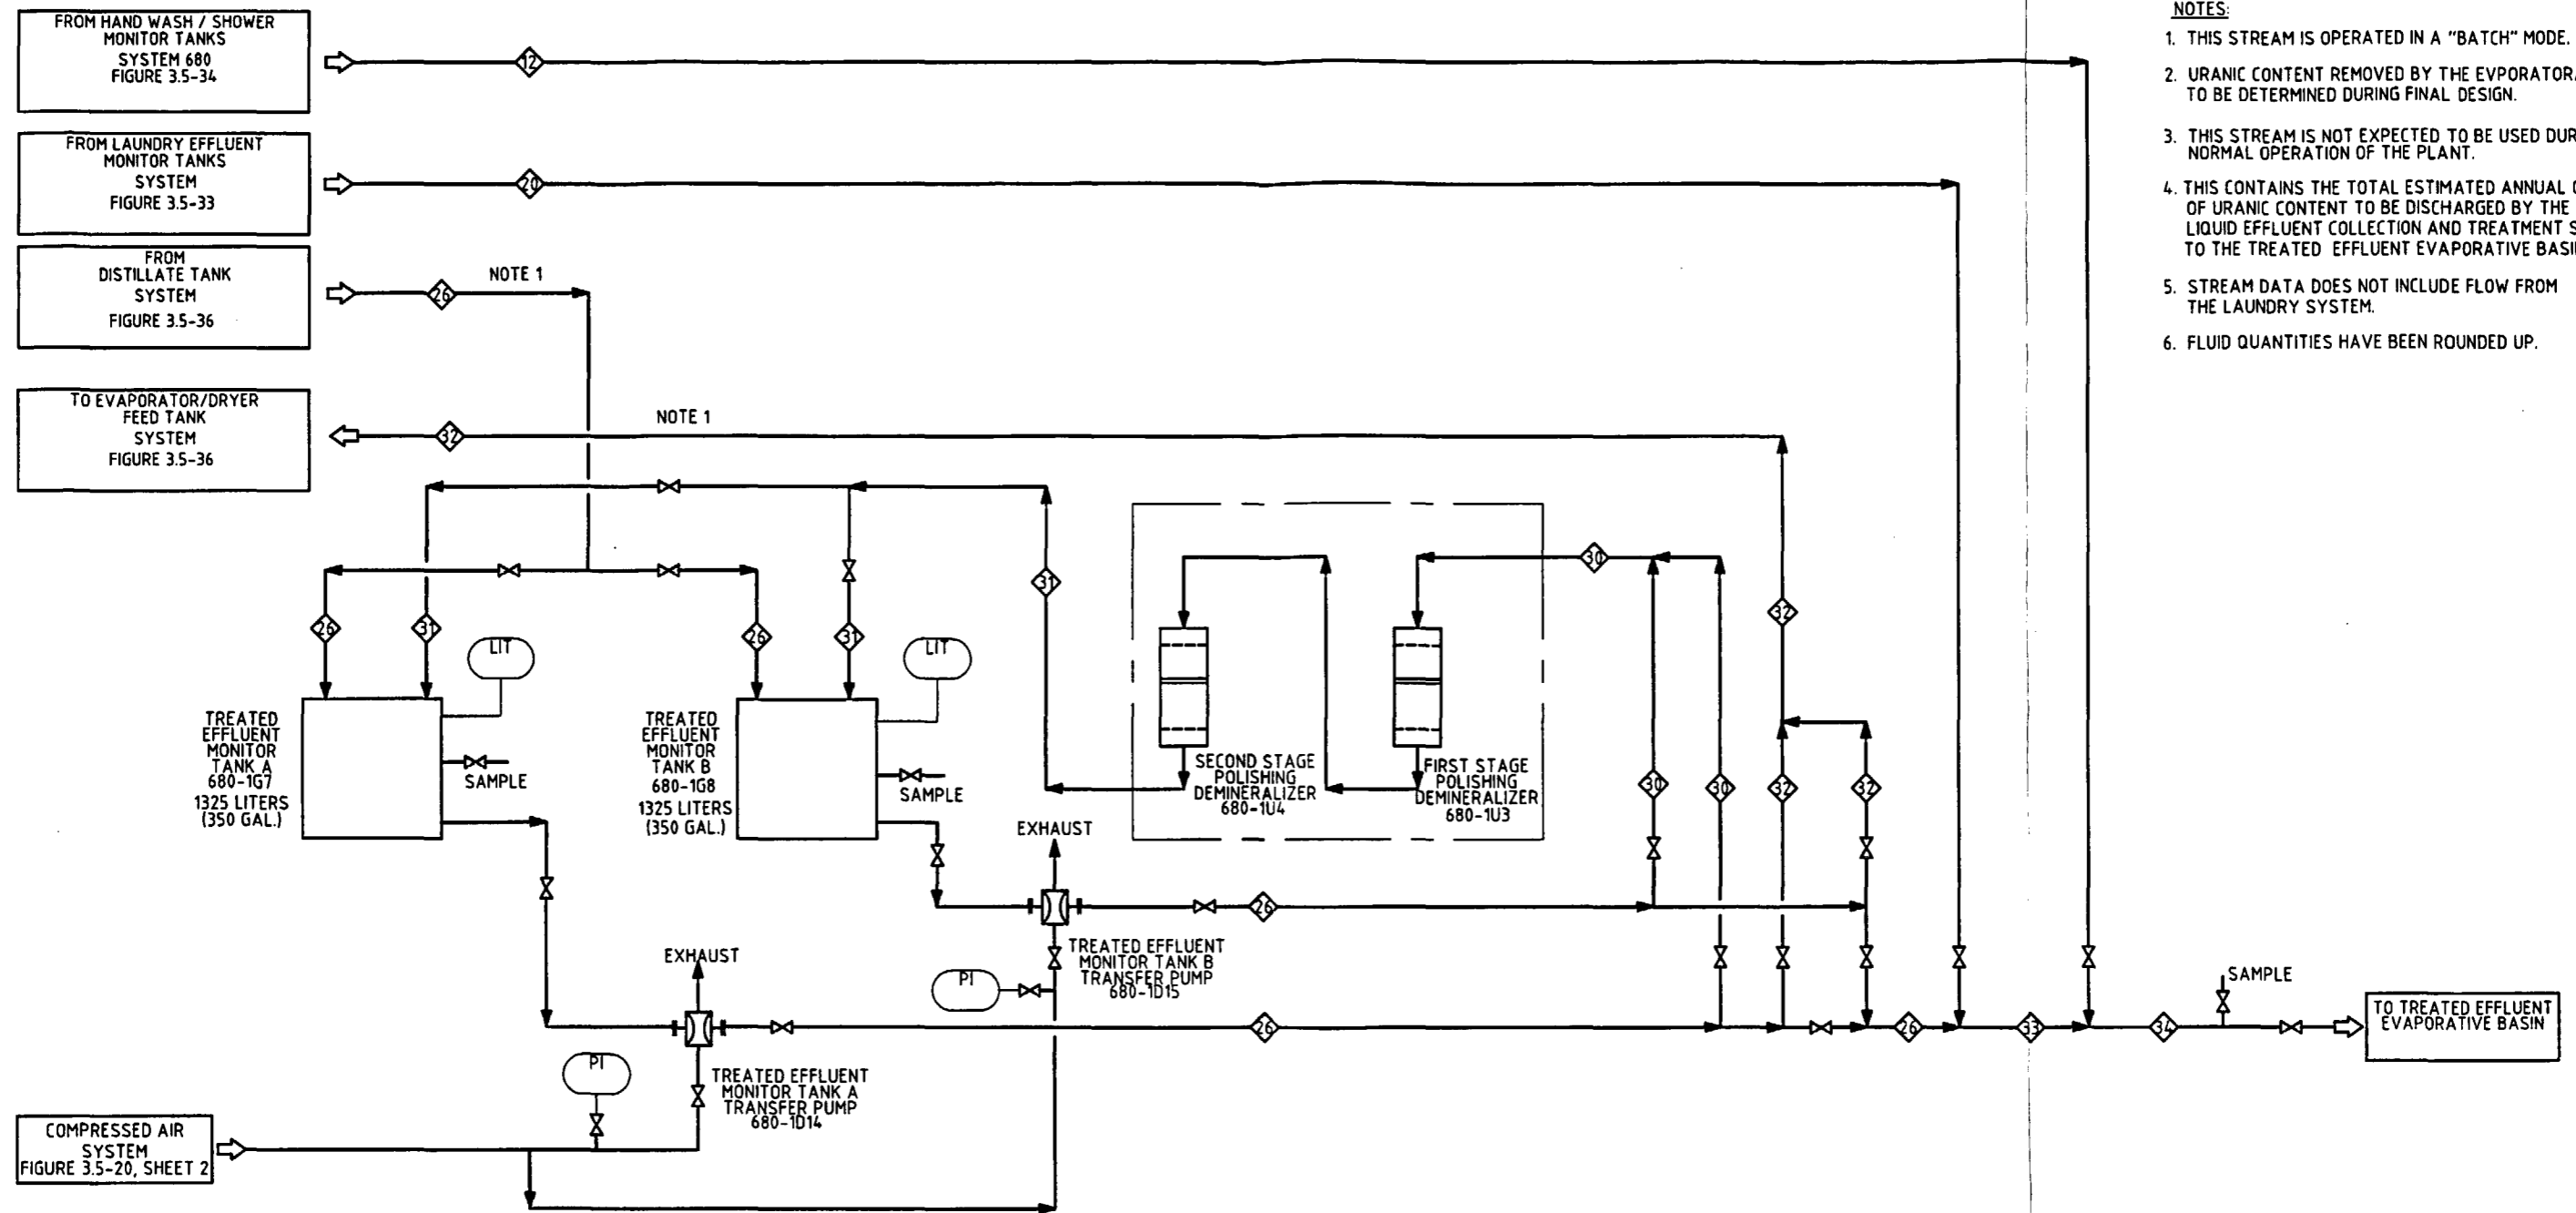 FROM HAND WASH / SHOWER
MONITOR TANKS
SYSTEM 680
FIGURE 3.5-34
12
FROM LAUNDRY EFFLUENT
MONITOR TANKS
SYSTEM
FIGURE 3.5-33
20
FROM
DISTILLATE TANK
SYSTEM
FIGURE 3.5-36
26
NOTE 1
TO EVAPORATOR/DRYER
FEED TANK
SYSTEM
FIGURE 3.5-36
32
NOTE 1
NOTES:
1. THIS STREAM IS OPERATED IN A "BATCH" MODE.
2. URANIC CONTENT REMOVED BY THE EVPORATOR
TO BE DETERMINED DURING FINAL DESIGN.
3. THIS STREAM IS NOT EXPECTED TO BE USED DUR
NORMAL OPERATION OF THE PLANT.
4. THIS CONTAINS THE TOTAL ESTIMATED ANNUAL
OF URANIC CONTENT TO BE DISCHARGED BY THE
LIQUID EFFLUENT COLLECTION AND TREATMENT S
TO THE TREATED EFFLUENT EVAPORATIVE BASI
5. STREAM DATA DOES NOT INCLUDE FLOW FROM
THE LAUNDRY SYSTEM.
6. FLUID QUANTITIES HAVE BEEN ROUNDED UP.
31
30
32
26
31
26
31
LIT
LIT
TREATED
EFFLUENT
MONITOR
TANK A
680-1G7
1325 LITERS
(350 GAL.)
SAMPLE
TREATED
EFFLUENT
MONITOR
TANK B
680-1G8
1325 LITERS
(350 GAL.)
SAMPLE
SECOND STAGE
POLISHING
DEMINERALIZER
680-1U4
FIRST STAGE
POLISHING
DEMINERALIZER
680-1U3
30
30
32
32
EXHAUST
26
TREATED EFFLUENT
MONITOR TANK B
TRANSFER PUMP
680-1D15
PI
EXHAUST
26
26
33
34
SAMPLE
TO TREATED EFFLUENT
EVAPORATIVE BASIN
PI
TREATED EFFLUENT
MONITOR TANK A
TRANSFER PUMP
680-1D14
COMPRESSED AIR
SYSTEM
FIGURE 3.5-20, SHEET 2